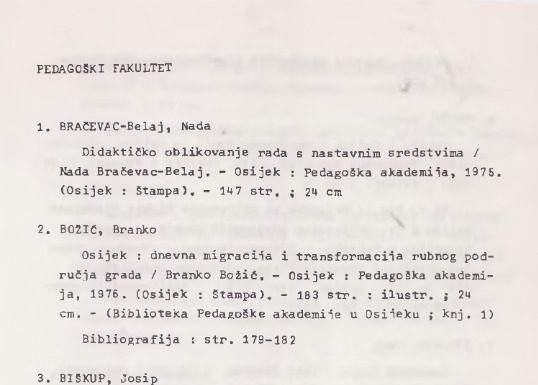 PEDAGOŠKI FAKULTET
1. BRAČEVAC-Belaj, Nada
Didaktičko oblikovanje rada s nastavnim sredstvima /
Nada Bračevac-Belaj. - Osijek : Pedagoška akademija, 1975.
(Osijek : Štampa). - 147 str. ; 24 cm
2. BOŽIĆ, Branko
Osijek : dnevna migracija i transformacija rubnog pod-
ručja grada / Branko Božić. - Osijek : Pedagoška akademi-
ja, 1976. (Osijek : Štampa). - 183 str. : ilustr. ; 24
cm. - (Biblioteka Pedagoške akademije u Osijeku ; knj. 1)
Bibliografija : str. 179-182
3. BISKUP, Josip